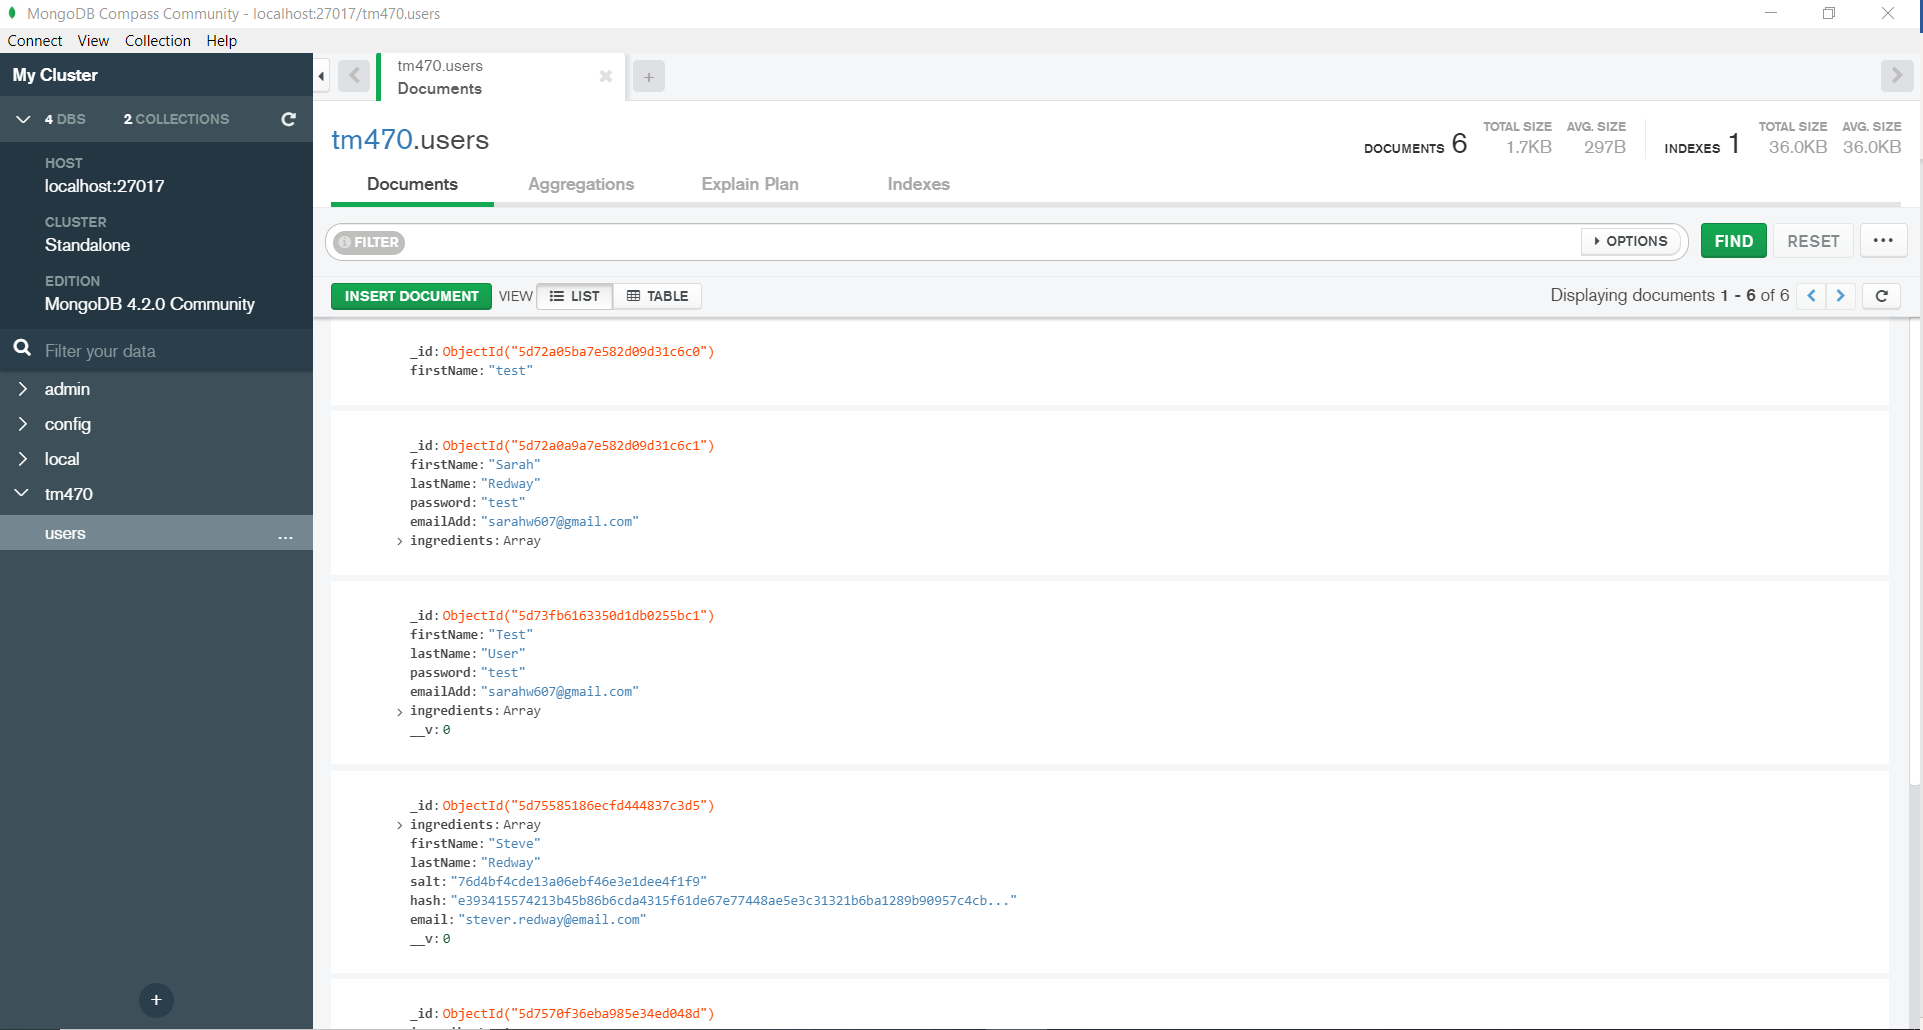 MongoDB Compass Community - localhost:27017/tm470.users
Connect View Collection Help
My Cluster
4 DBS 2 COLLECTIONS
HOST
localhost:27017
CLUSTER
Standalone
EDITION
MongoDB 4.2.0 Community
Filter your data
admin
config
local
tm470
users ...
tm470.users
Documents
tm470.users
DOCUMENTS 6 TOTAL SIZE 1.7KB AVG. SIZE 297B INDEXES 1 TOTAL SIZE 36.0KB AVG. SIZE 36.0KB
Documents Aggregations Explain Plan Indexes
FILTER OPTIONS FIND RESET ...
INSERT DOCUMENT VIEW LIST TABLE Displaying documents 1 - 6 of 6
_id: ObjectId("5d72a05ba7e582d09d31c6c0")
firstName: "test"
_id: ObjectId("5d72a0a9a7e582d09d31c6c1")
firstName: "Sarah"
lastName: "Redway"
password: "test"
emailAdd: "sarahw607@gmail.com"
ingredients: Array
_id: ObjectId("5d73fb6163350d1db0255bc1")
firstName: "Test"
lastName: "User"
password: "test"
emailAdd: "sarahw607@gmail.com"
ingredients: Array
__v: 0
_id: ObjectId("5d75585186ecfd444837c3d5")
ingredients: Array
firstName: "Steve"
lastName: "Redway"
salt: "76d4bf4cde13a06ebf46e3e1dee4f1f9"
hash: "e393415574213b45b86b6cda4315f61de67e77448ae5e3c31321b6ba1289b90957c4cb..."
email: "stever.redway@email.com"
__v: 0
_id: ObjectId("5d7570f36eba985e34ed048d")